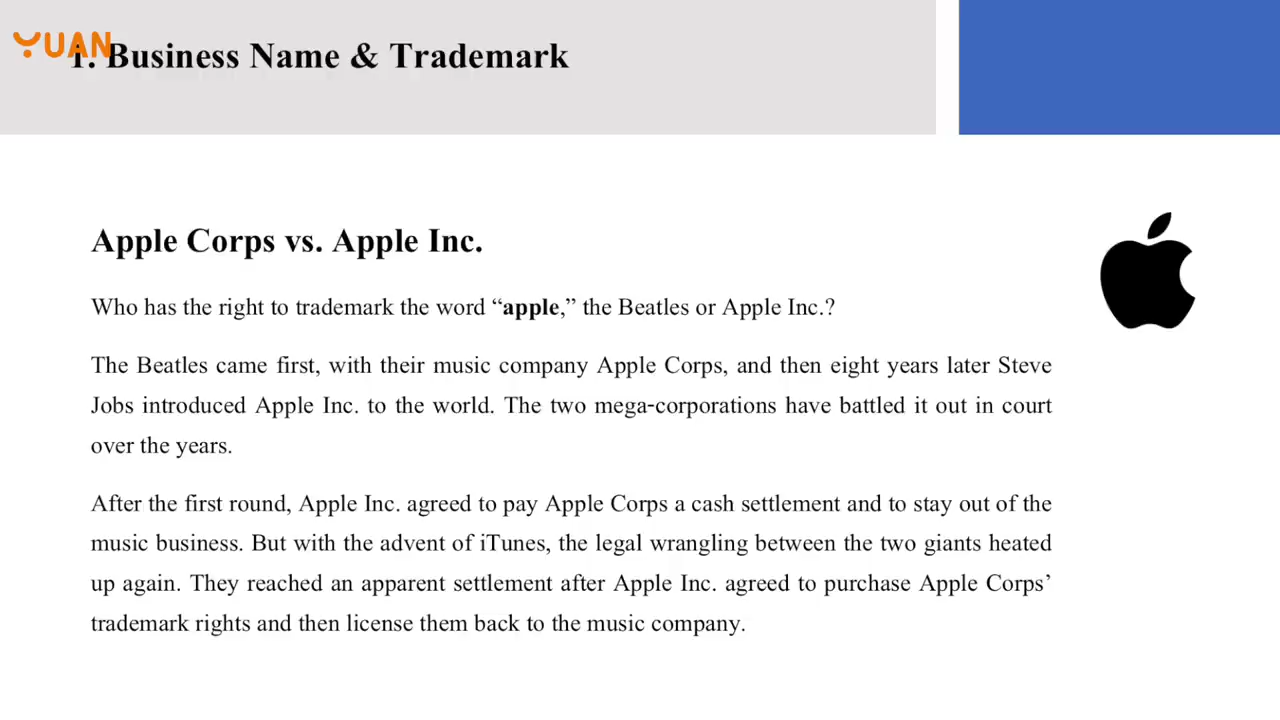 YUAN
1. Business Name & Trademark
Apple Corps vs. Apple Inc.
Who has the right to trademark the word “apple,” the Beatles or Apple Inc.?
The Beatles came first, with their music company Apple Corps, and then eight years later Steve
Jobs introduced Apple Inc. to the world. The two mega-corporations have battled it out in court
over the years.
After the first round, Apple Inc. agreed to pay Apple Corps a cash settlement and to stay out of the
music business. But with the advent of iTunes, the legal wrangling between the two giants heated
up again. They reached an apparent settlement after Apple Inc. agreed to purchase Apple Corps’
trademark rights and then license them back to the music company.